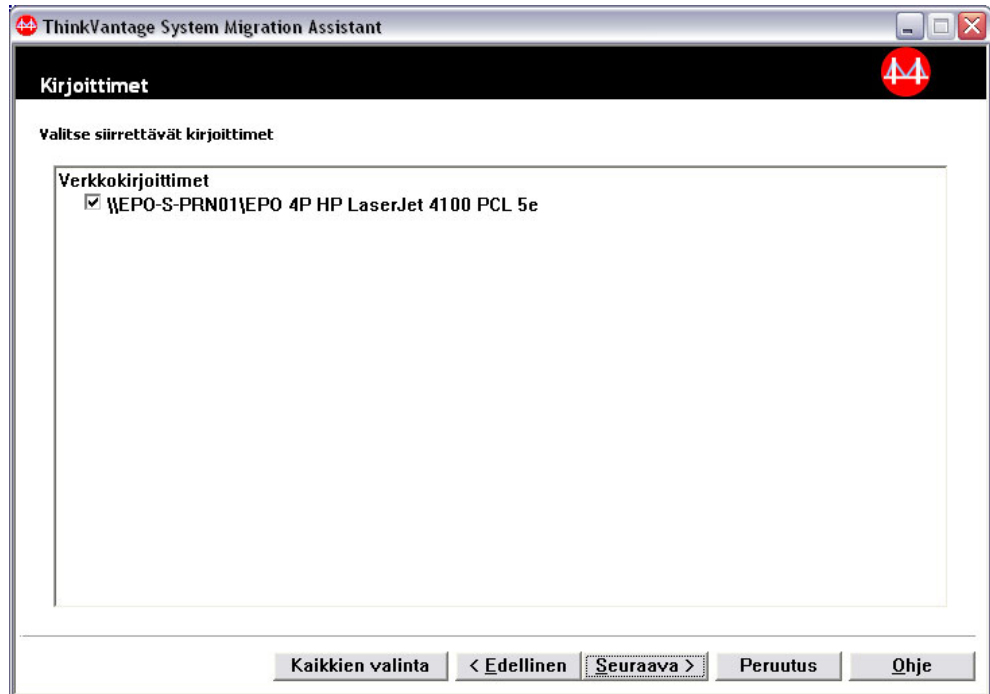 ThinkVantage System Migration Assistant
Kirjoittimet
Valitse siirrettävät kirjoittimet
Verkkokirjoittimet
\\EPO-S-PRN01\EPO 4P HP LaserJet 4100 PCL 5e
Kaikkien valinta < Edellinen Seuraava > Peruutus Ohje